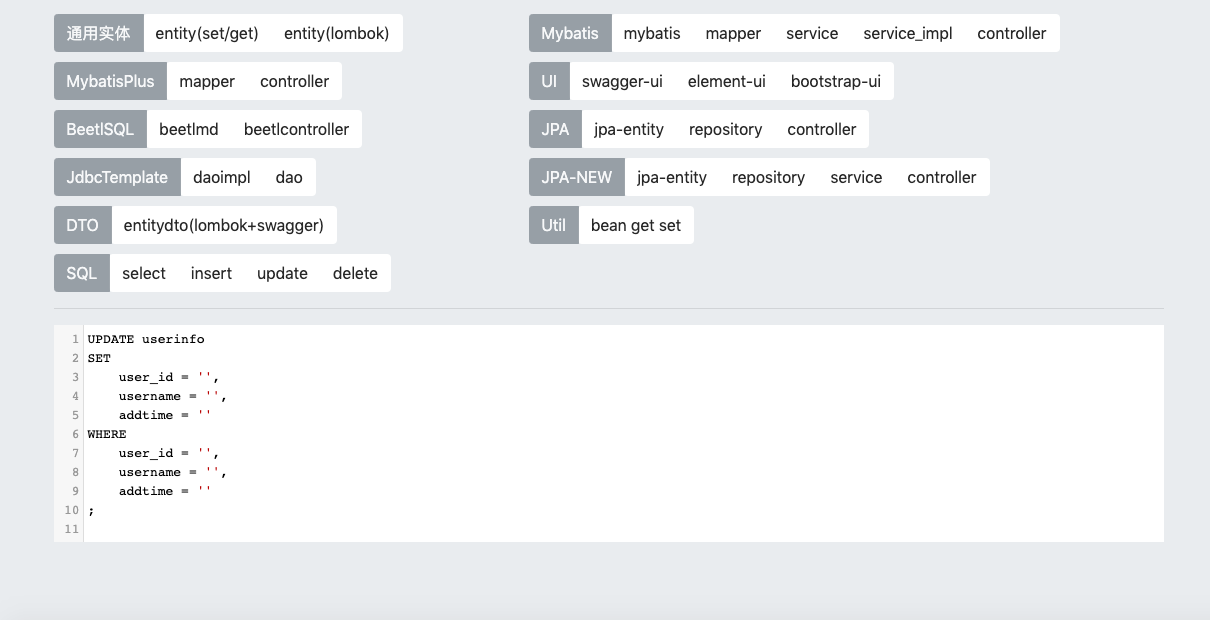 通用实体 entity(set/get) entity(lombok)
Mybatis mybatis mapper service service_impl controller
MybatisPlus mapper controller
UI swagger-ui element-ui bootstrap-ui
BeetlSQL beetlmd beetlcontroller
JPA jpa-entity repository controller
JdbcTemplate daoimpl dao
JPA-NEW jpa-entity repository service controller
DTO entitydto(lombok+swagger)
Util bean get set
SQL select insert update delete
1 UPDATE userinfo
2 SET
3     user_id = '',
4     username = '',
5     addtime = ''
6 WHERE
7     user_id = '',
8     username = '',
9     addtime = ''
10 ;
11